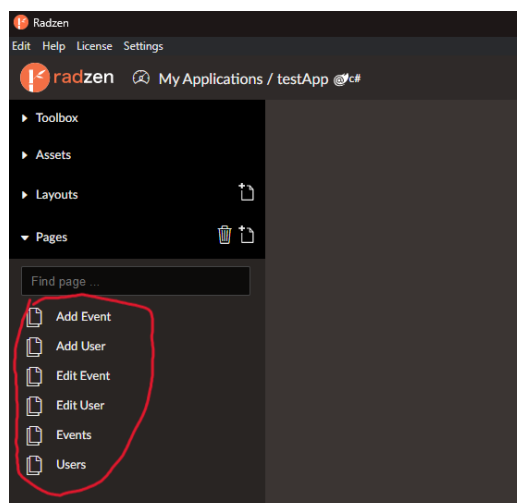 Radzen
Edit Help License Settings
radzen My Applications / testApp c#
Toolbox
Assets
Layouts
Pages
Find page ...
Add Event
Add User
Edit Event
Edit User
Events
Users